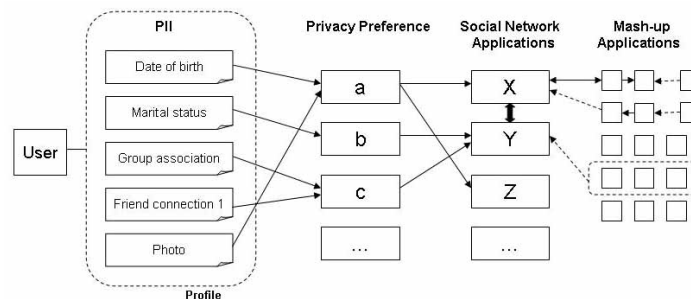 PII
Privacy Preference
Social Network
Applications
Mash-up
Applications
Date of birth
Marital status
Group association
Friend connection 1
Photo
User
a
b
c
...
X
Y
Z
...
Profile